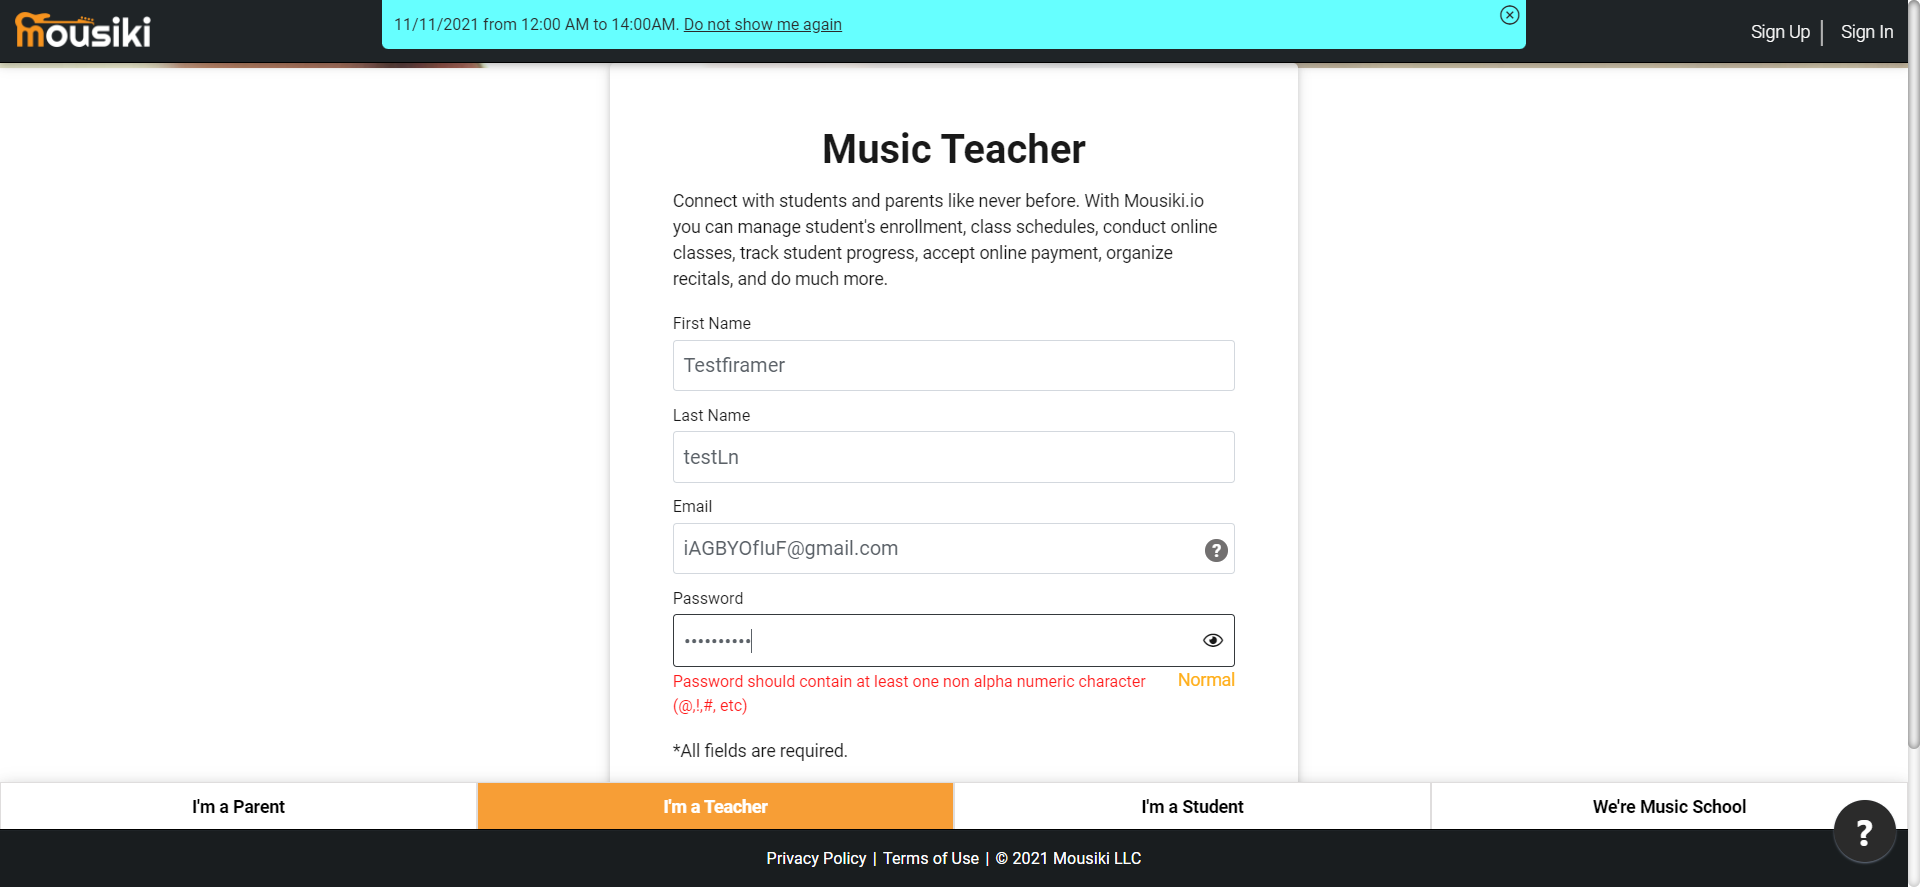 mousiki
11/11/2021 from 12:00 AM to 14:00AM. Do not show me again
Sign Up | Sign In
Music Teacher
Connect with students and parents like never before. With Mousiki.io
you can manage student's enrollment, class schedules, conduct online
classes, track student progress, accept online payment, organize
recitals, and do much more.
First Name
Testfiramer
Last Name
testLn
Email
iAGBYOfIuF@gmail.com
?
Password
••••••••••
Password should contain at least one non alpha numeric character
(@,!,#, etc)
Normal
*All fields are required.
I'm a Parent
I'm a Teacher
I'm a Student
We're Music School
?
Privacy Policy | Terms of Use | © 2021 Mousiki LLC